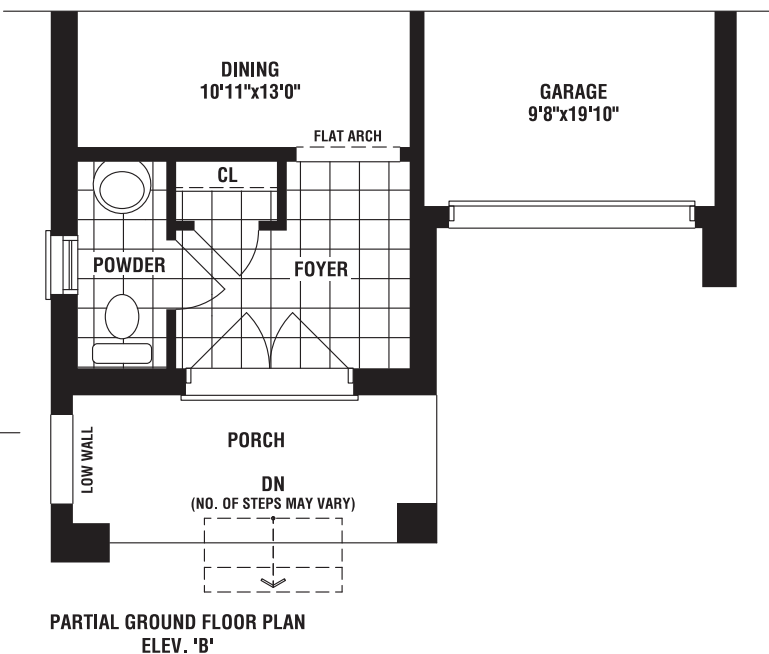 DINING
10'11"x13'0"
GARAGE
9'8"x19'10"
FLAT ARCH
CL
POWDER
FOYER
LOW WALL
PORCH
DN
(NO. OF STEPS MAY VARY)
PARTIAL GROUND FLOOR PLAN
ELEV. 'B'